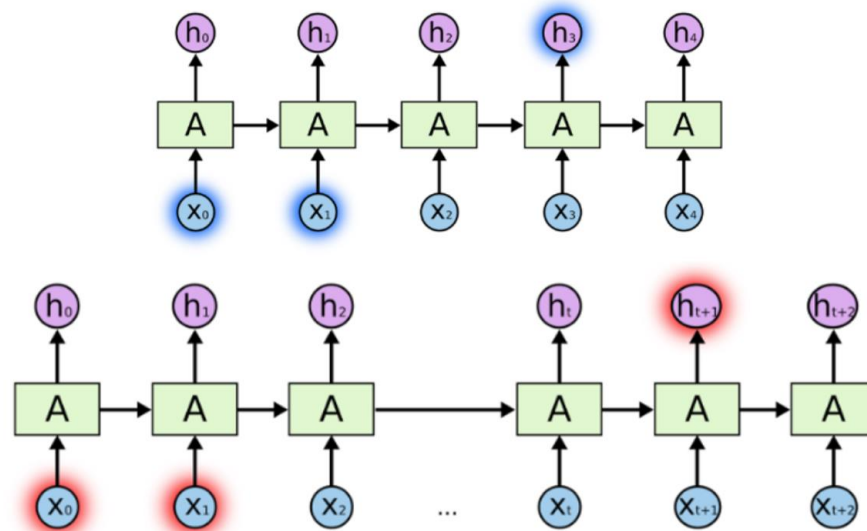 h₀ h₁ h₂ h₃ h₄
A A A A A
x₀ x₁ x₂ x₃ x₄
h₀ h₁ h₂ hₜ hₜ₊₁ hₜ₊₂
A A A A A A
x₀ x₁ x₂ ... xₜ xₜ₊₁ xₜ₊₂